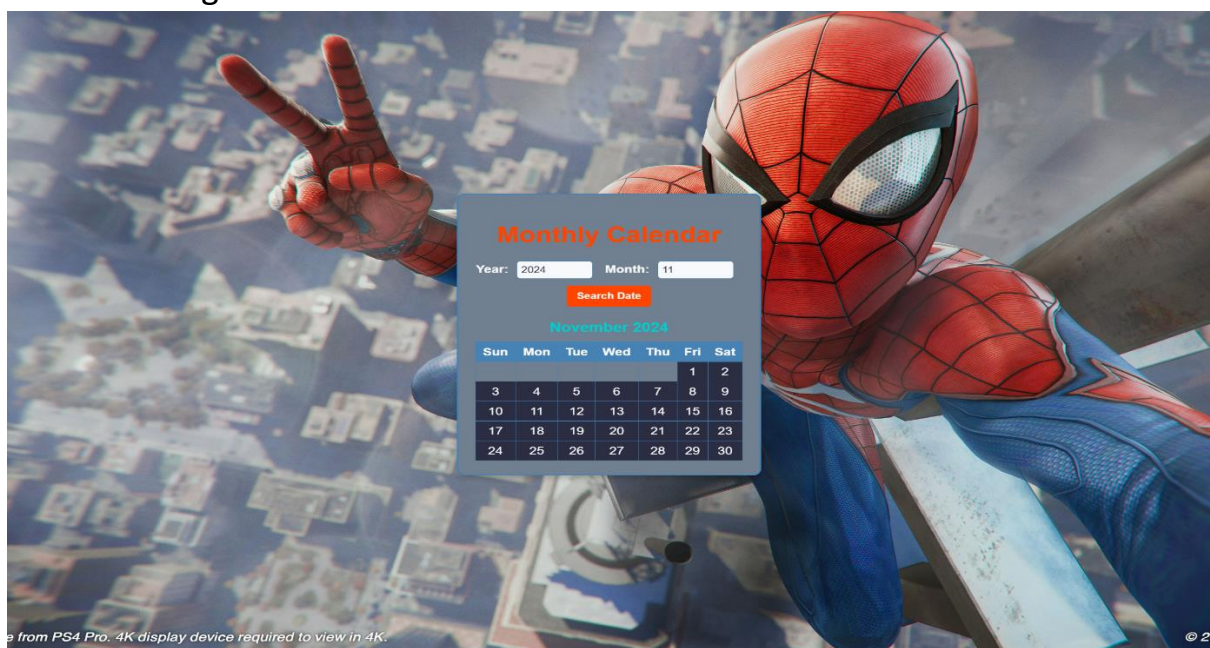 Monthly Calendar
Year: 2024 Month: 11
Search Date
November 2024
Sun Mon Tue Wed Thu Fri Sat
1 2
3 4 5 6 7 8 9
10 11 12 13 14 15 16
17 18 19 20 21 22 23
24 25 26 27 28 29 30
from PS4 Pro. 4K display device required to view in 4K.
© 2